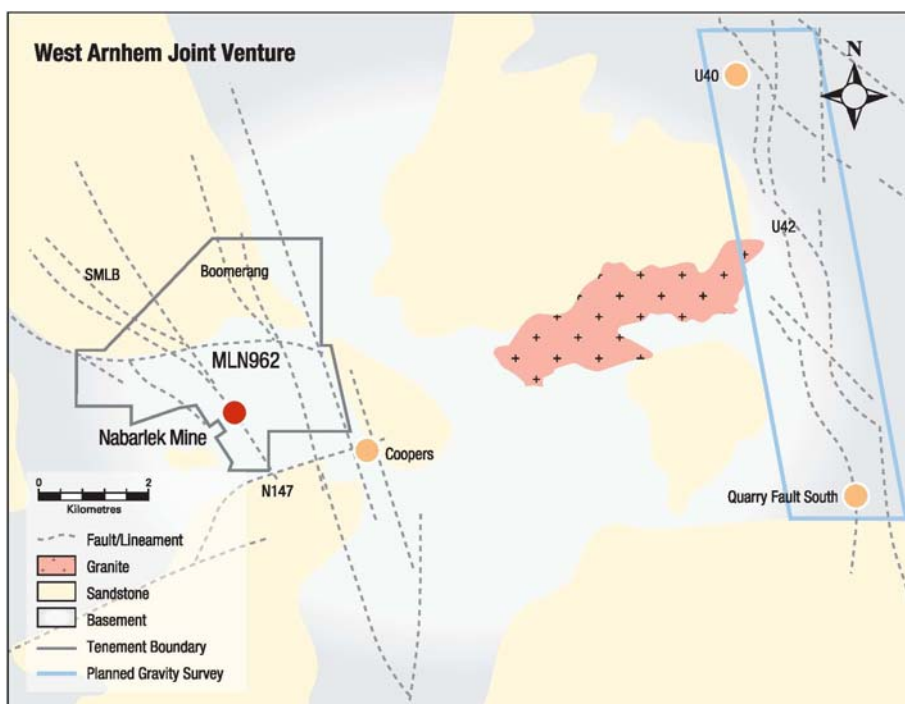 West Arnhem Joint Venture
N
U40
U42
SMLB
Boomerang
MLN962
Nabarlek Mine
Coopers
N147
Quarry Fault South
0 2
Kilometres
Fault/Lineament
Granite
Sandstone
Basement
Tenement Boundary
Planned Gravity Survey